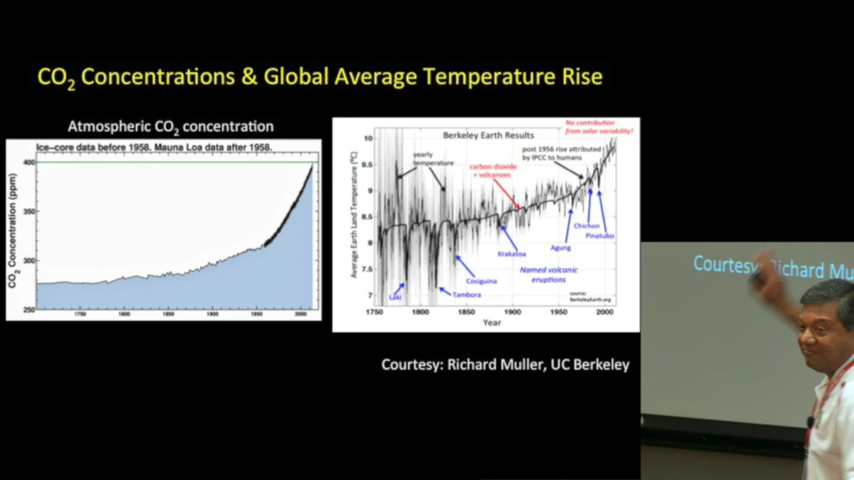 CO2 Concentrations & Global Average Temperature Rise
Atmospheric CO2 concentration
Ice-core data before 1958. Mauna Loa data after 1958.
CO2 Concentration (ppm)
400
350
300
250
1750
1800
1850
1900
1950
2000
Berkeley Earth Results
No contribution
from solar variability!
yearly
temperature
carbon dioxide
+ volcanoes
post 1956 rise attributed
by IPCC to humans
Average Earth Land Temperature (°C)
10
9.5
9
8.5
8
7.5
7
Laki
Tambora
Cosiguina
Krakatoa
Agung
Chichon
Pinatubo
Named volcanic
eruptions
source:
BerkeleyEarth.org
1750
1800
1850
1900
1950
2000
Year
Courtesy: Richard Muller, UC Berkeley
Courtesy Richard Mu